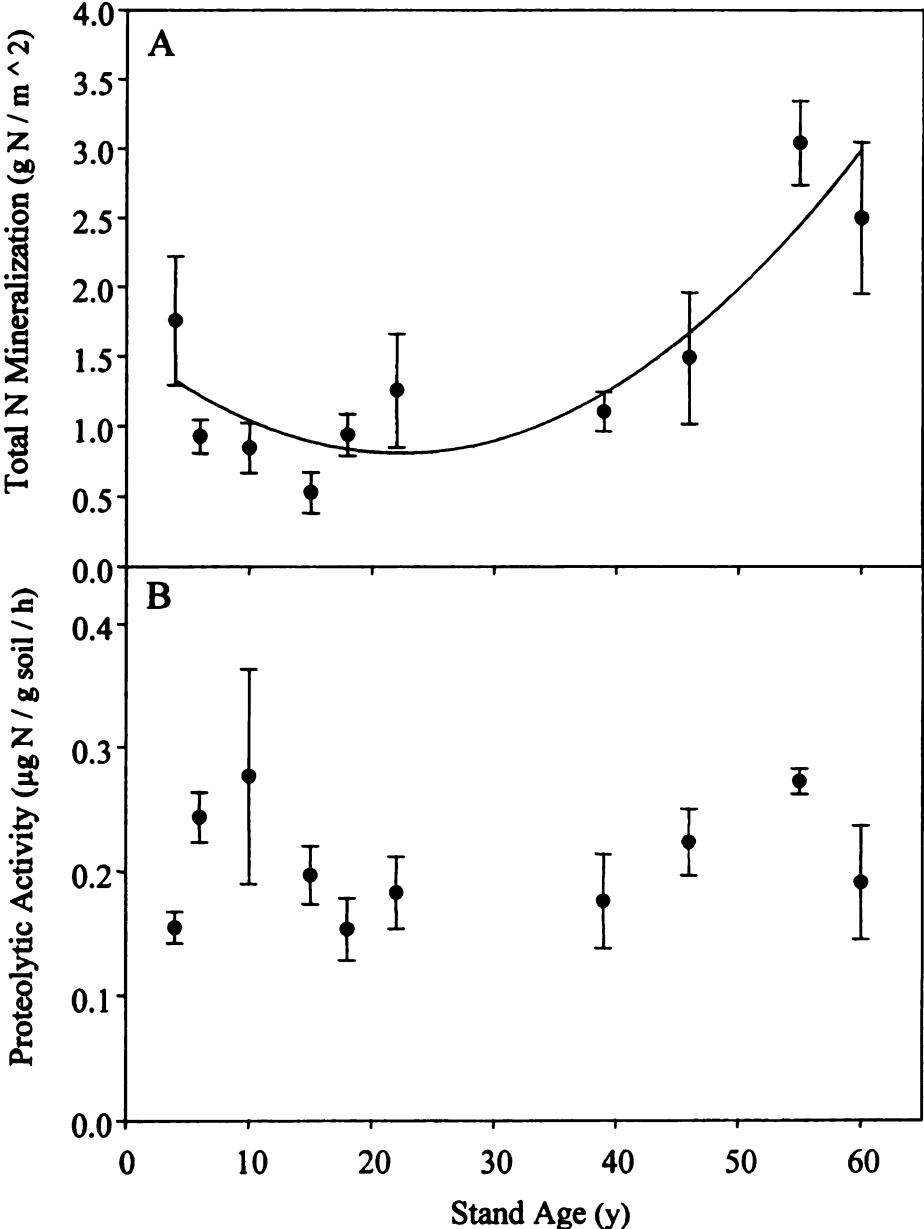 A
Total N Mineralization (g N / m ^ 2)
4.0
3.5
3.0
2.5
2.0
1.5
1.0
0.5
0.0
B
Proteolytic Activity (µg N / g soil / h)
0.4
0.3
0.2
0.1
0.0
0 10 20 30 40 50 60
Stand Age (y)